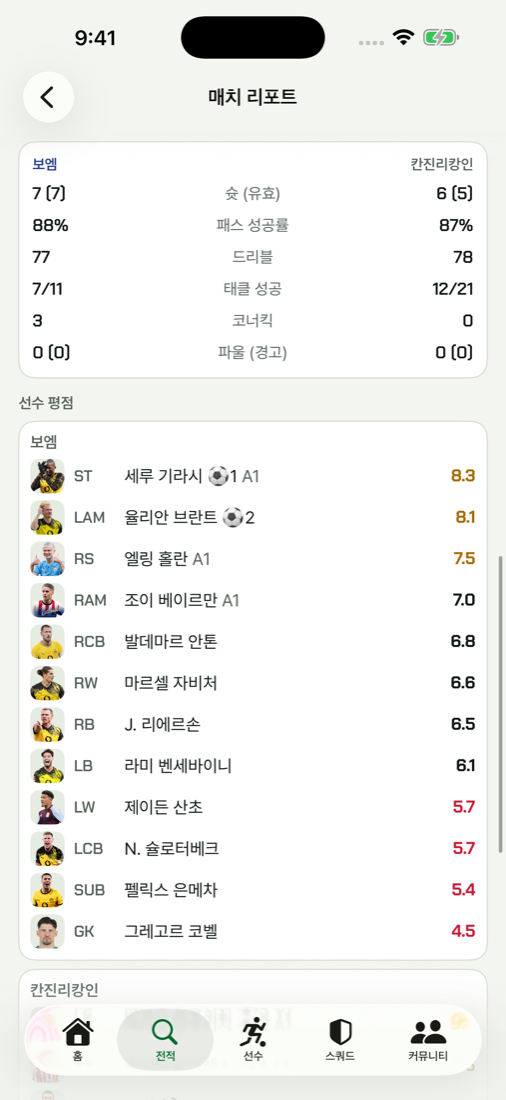 9:41
매치 리포트
보엠 칸진리캉인
7 (7) 슛 (유효) 6 (5)
88% 패스 성공률 87%
77 드리블 78
7/11 태클 성공 12/21
3 코너킥 0
0 (0) 파울 (경고) 0 (0)
선수 평점
보엠
ST 세루 기라시 ⚽1 A1 8.3
LAM 율리안 브란트 ⚽2 8.1
RS 엘링 홀란 A1 7.5
RAM 조이 베이르만 A1 7.0
RCB 발데마르 안톤 6.8
RW 마르셀 자비처 6.6
RB J. 리에르손 6.5
LB 라미 벤세바이니 6.1
LW 제이든 산초 5.7
LCB N. 슐로터베크 5.7
SUB 펠릭스 은메차 5.4
GK 그레고르 코벨 4.5
칸진리캉인
홈 전적 선수 스쿼드 커뮤니티